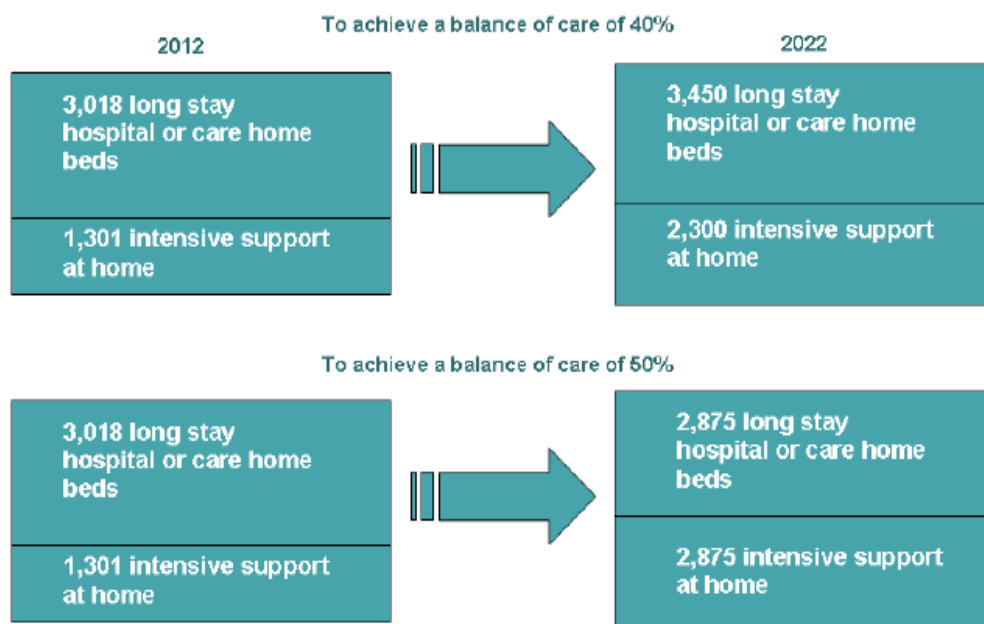 To achieve a balance of care of 40%
2012
2022
3,018 long stay
hospital or care home
beds
1,301 intensive support
at home
3,450 long stay
hospital or care home
beds
2,300 intensive support
at home
To achieve a balance of care of 50%
3,018 long stay
hospital or care home
beds
1,301 intensive support
at home
2,875 long stay
hospital or care home
beds
2,875 intensive support
at home